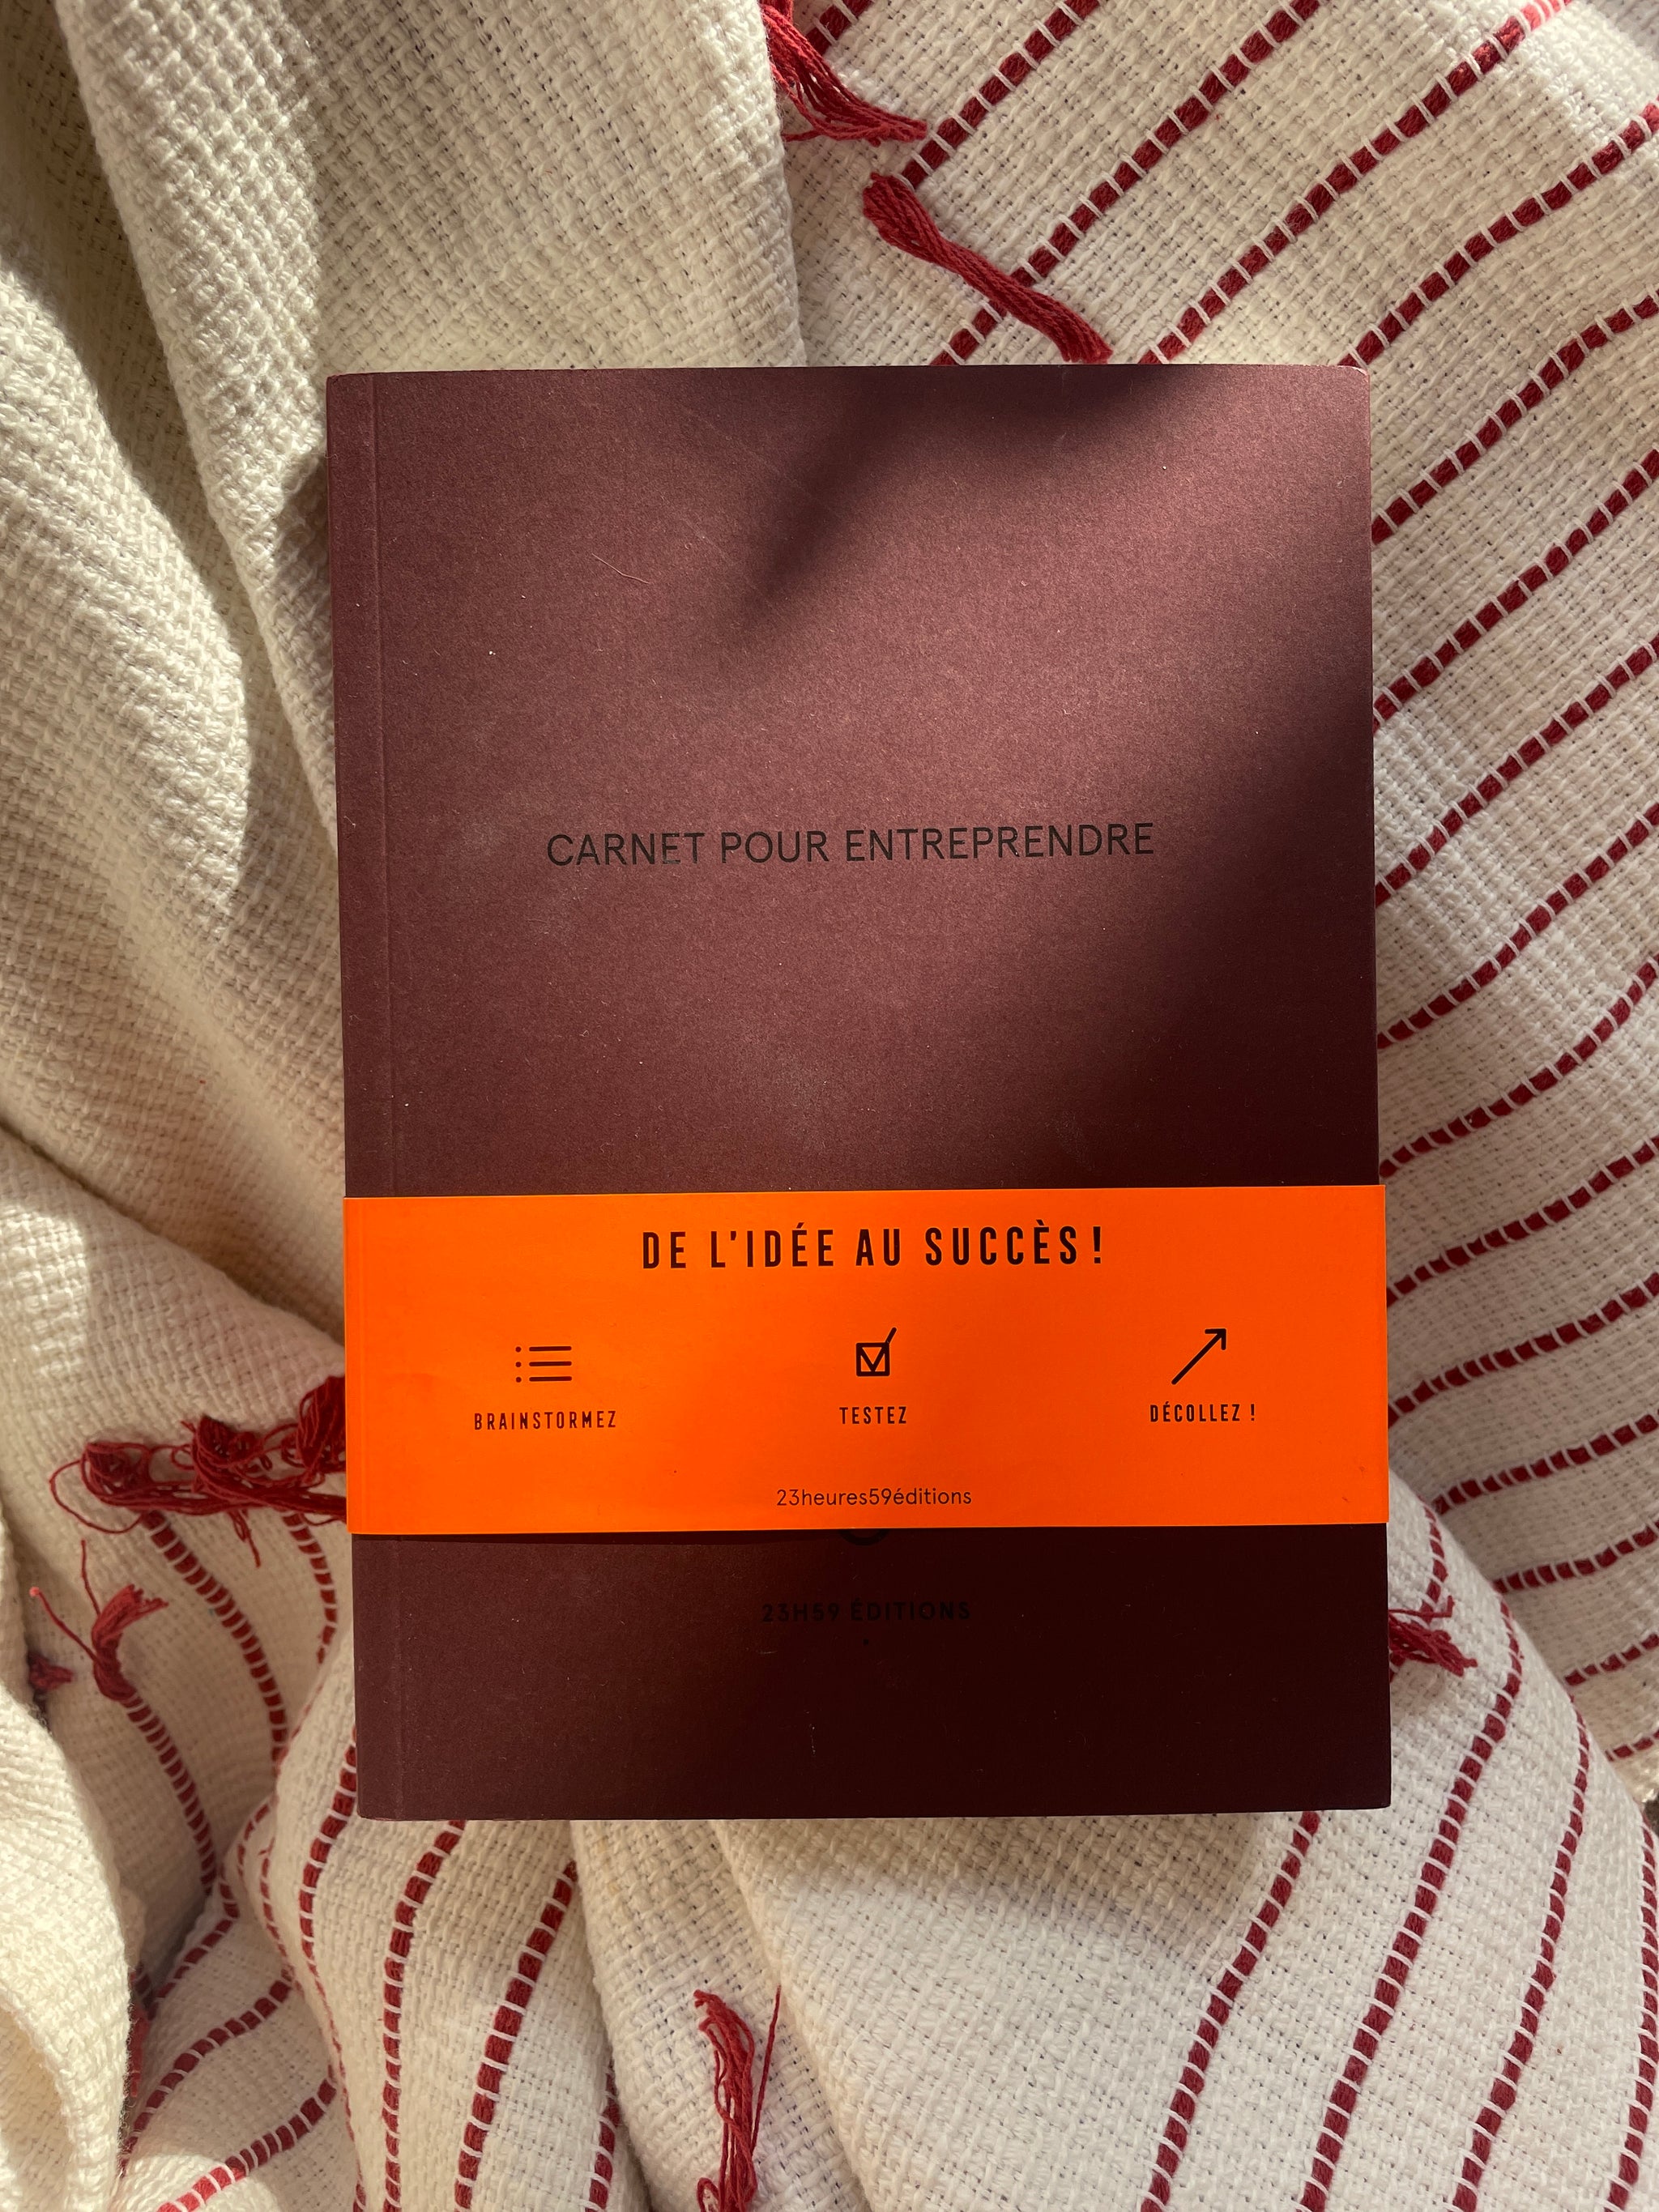 CARNET POUR ENTREPRENDRE
DE L'IDÉE AU SUCCÈS !
BRAINSTORMEZ
TESTEZ
DÉCOLLEZ !
23heures59éditions
23H59 ÉDITIONS